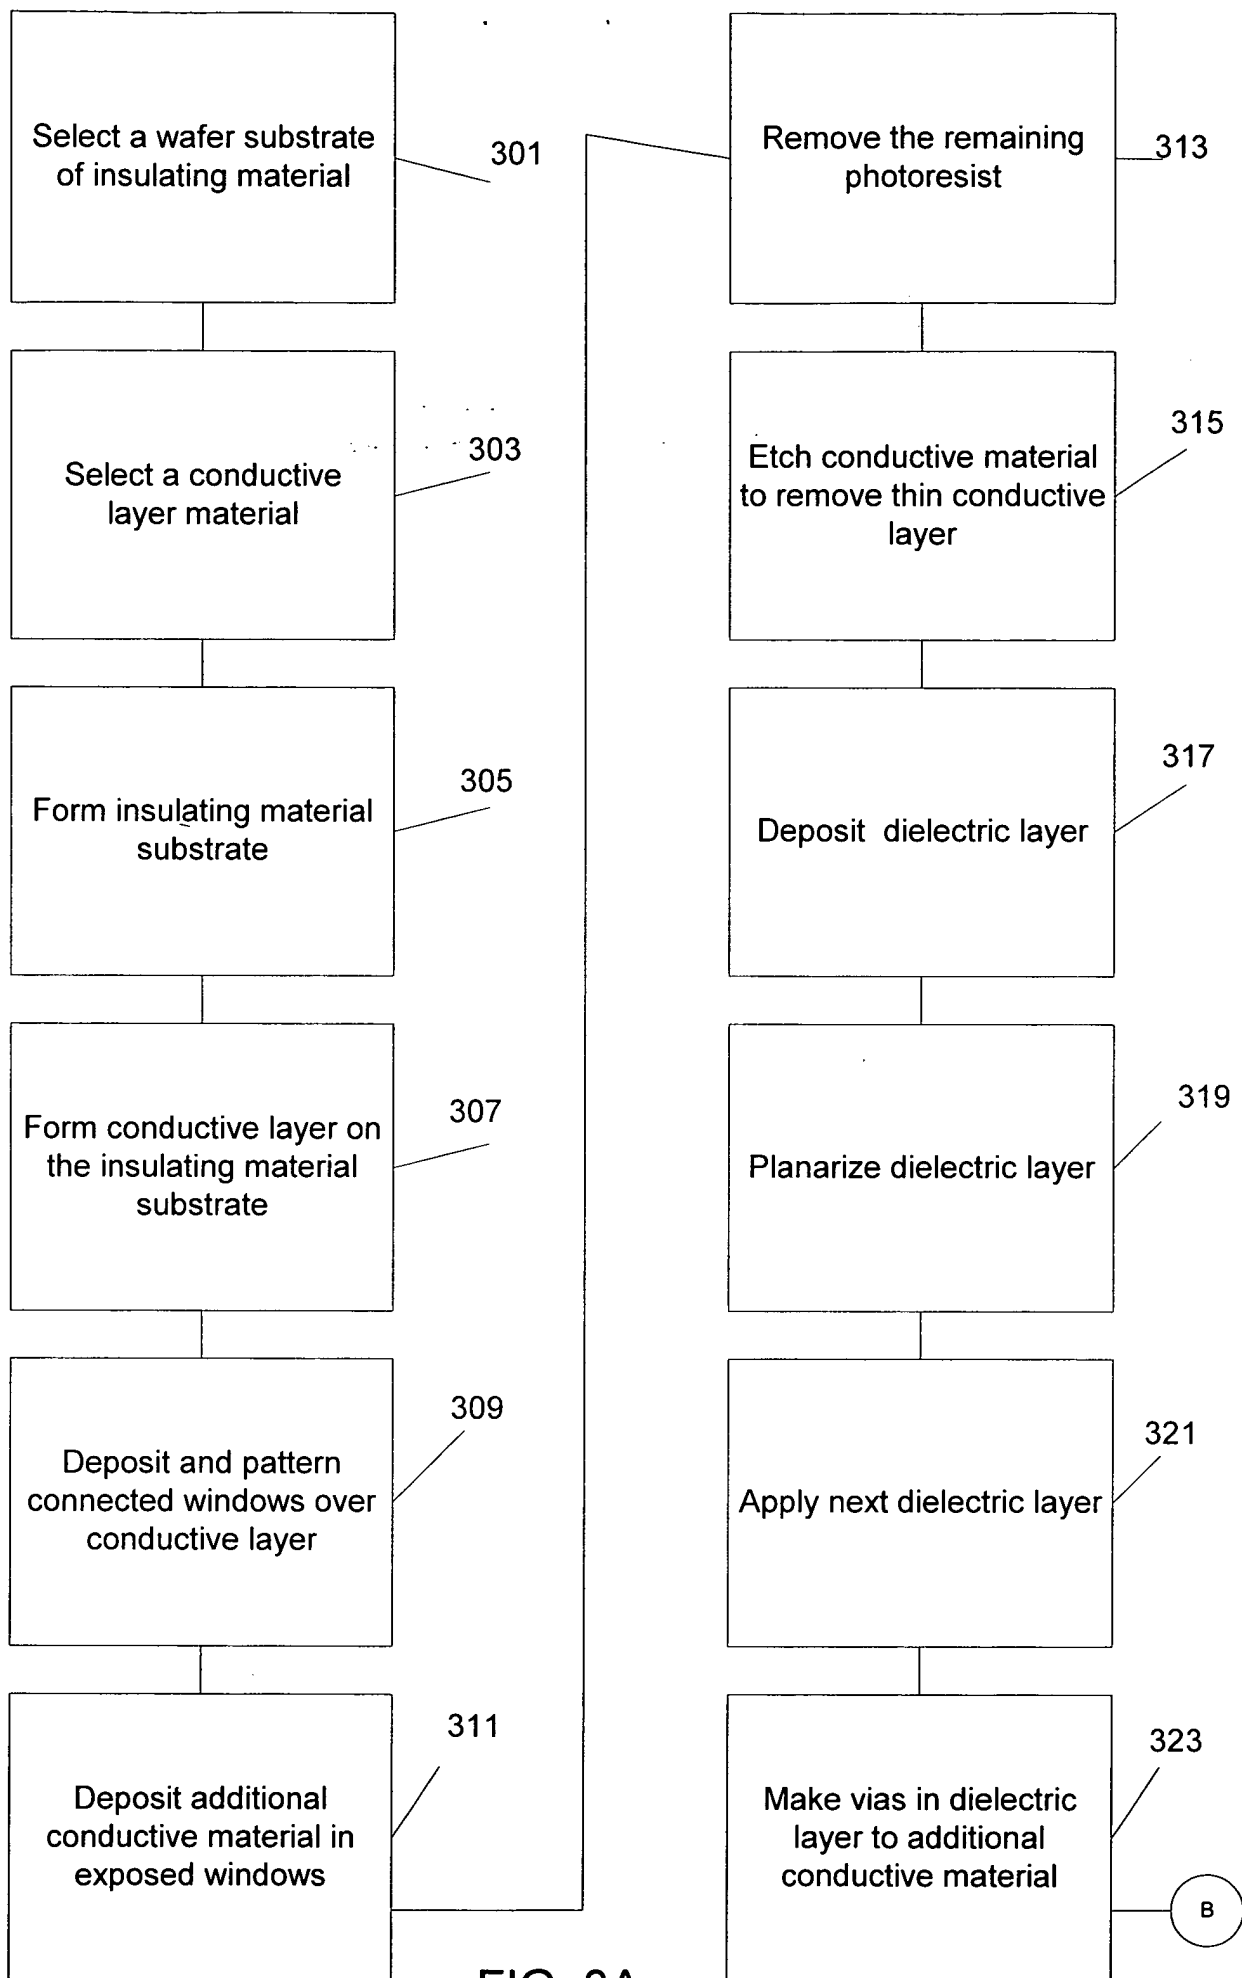 Select a wafer substrate
of insulating material
301
Select a conductive
layer material
303
Form insulating material
substrate
305
Form conductive layer on
the insulating material
substrate
307
Deposit and pattern
connected windows over
conductive layer
309
Deposit additional
conductive material in
exposed windows
311
Remove the remaining
photoresist
313
Etch conductive material
to remove thin conductive
layer
315
Deposit dielectric layer
317
Planarize dielectric layer
319
Apply next dielectric layer
321
Make vias in dielectric
layer to additional
conductive material
323
B